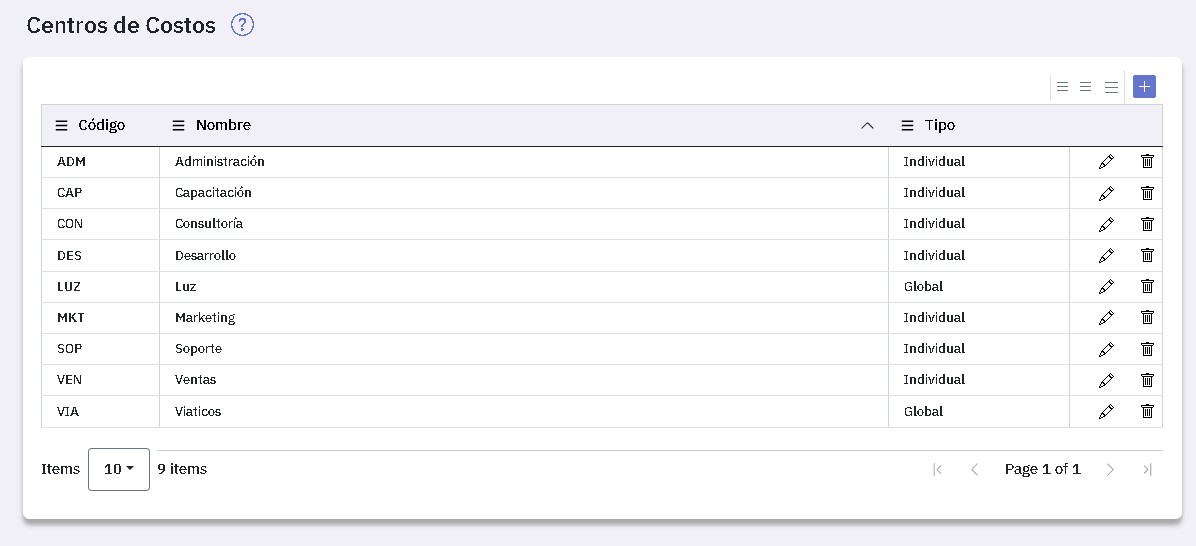 Centros de Costos ?
Código Nombre Tipo
ADM Administración Individual
CAP Capacitación Individual
CON Consultoría Individual
DES Desarrollo Individual
LUZ Luz Global
MKT Marketing Individual
SOP Soporte Individual
VEN Ventas Individual
VIA Viaticos Global
Items 10 9 items Page 1 of 1